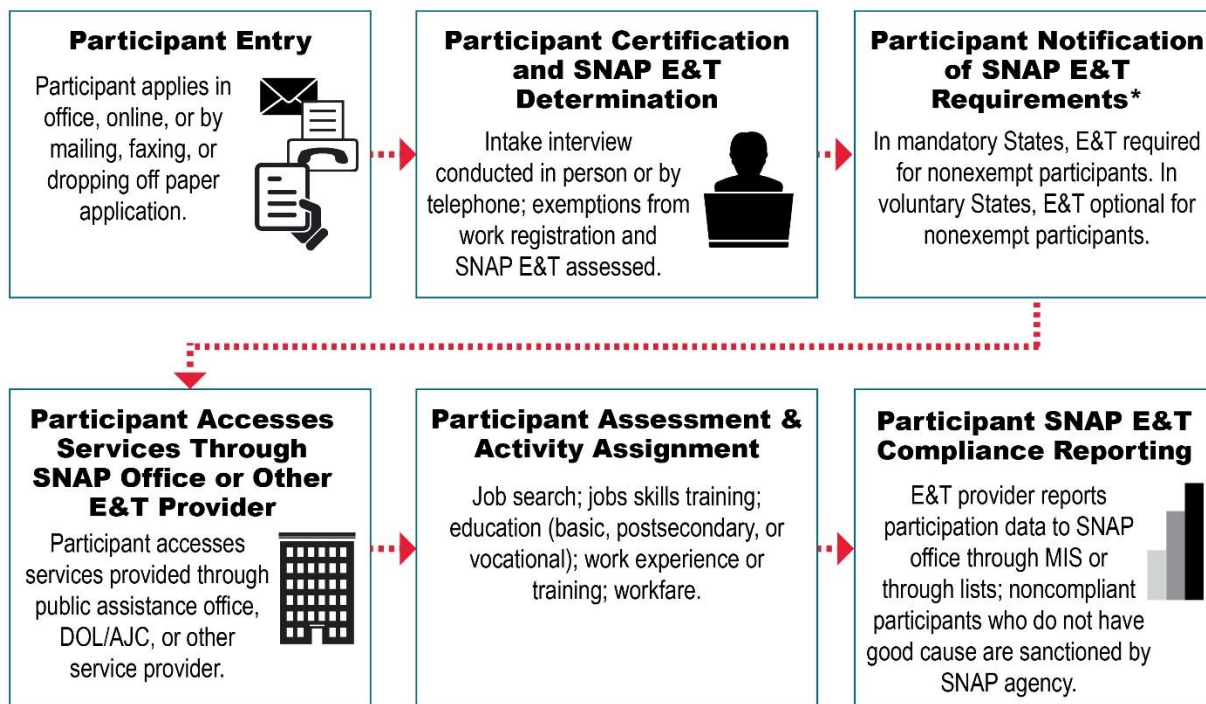 Participant Entry
Participant applies in
office, online, or by
mailing, faxing, or
dropping off paper
application.
Participant Certification
and SNAP E&T
Determination
Intake interview
conducted in person or by
telephone; exemptions from
work registration and
SNAP E&T assessed.
Participant Notification
of SNAP E&T
Requirements*
In mandatory States, E&T required
for nonexempt participants. In
voluntary States, E&T optional for
nonexempt participants.
Participant Accesses
Services Through
SNAP Office or Other
E&T Provider
Participant accesses
services provided through
public assistance office,
DOL/AJC, or other
service provider.
Participant Assessment &
Activity Assignment
Job search; jobs skills training;
education (basic, postsecondary, or
vocational); work experience or
training; workfare.
Participant SNAP E&T
Compliance Reporting
E&T provider reports
participation data to SNAP
office through MIS or
through lists; noncompliant
participants who do not have
good cause are sanctioned by
SNAP agency.